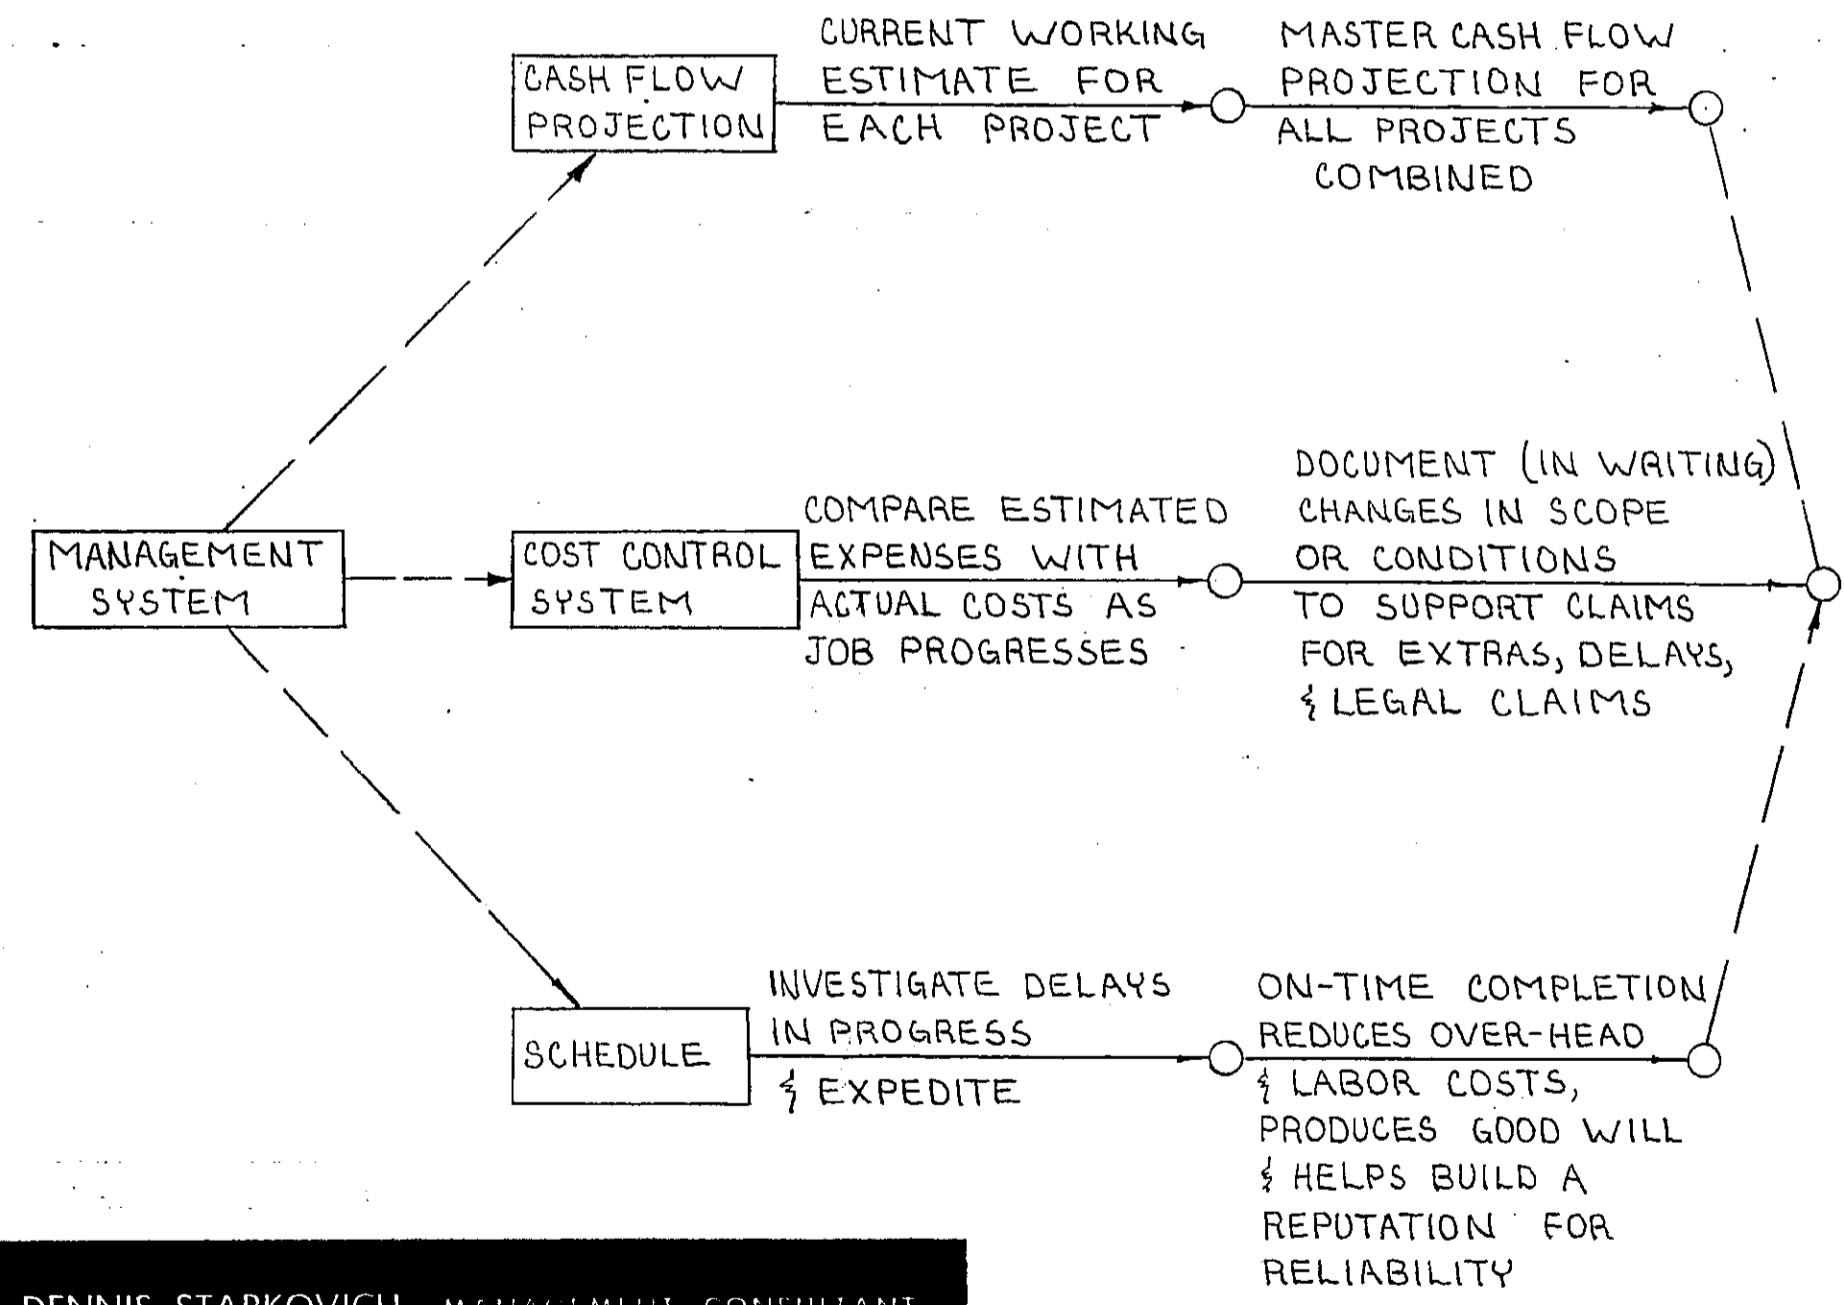 CASH FLOW
PROJECTION
CURRENT WORKING
ESTIMATE FOR
EACH PROJECT
MASTER CASH FLOW
PROJECTION FOR
ALL PROJECTS
COMBINED
MANAGEMENT
SYSTEM
COST CONTROL
SYSTEM
COMPARE ESTIMATED
EXPENSES WITH
ACTUAL COSTS AS
JOB PROGRESSES
DOCUMENT (IN WRITING)
CHANGES IN SCOPE
OR CONDITIONS
TO SUPPORT CLAIMS
FOR EXTRAS, DELAYS,
& LEGAL CLAIMS
SCHEDULE
INVESTIGATE DELAYS
IN PROGRESS
& EXPEDITE
ON-TIME COMPLETION
REDUCES OVER-HEAD
& LABOR COSTS,
PRODUCES GOOD WILL
& HELPS BUILD A
REPUTATION FOR
RELIABILITY
DENNIS STARKOVICH MANAGEMENT CONSULTANT